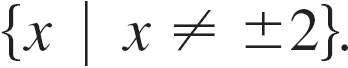 {x | x ≠ ±2}.